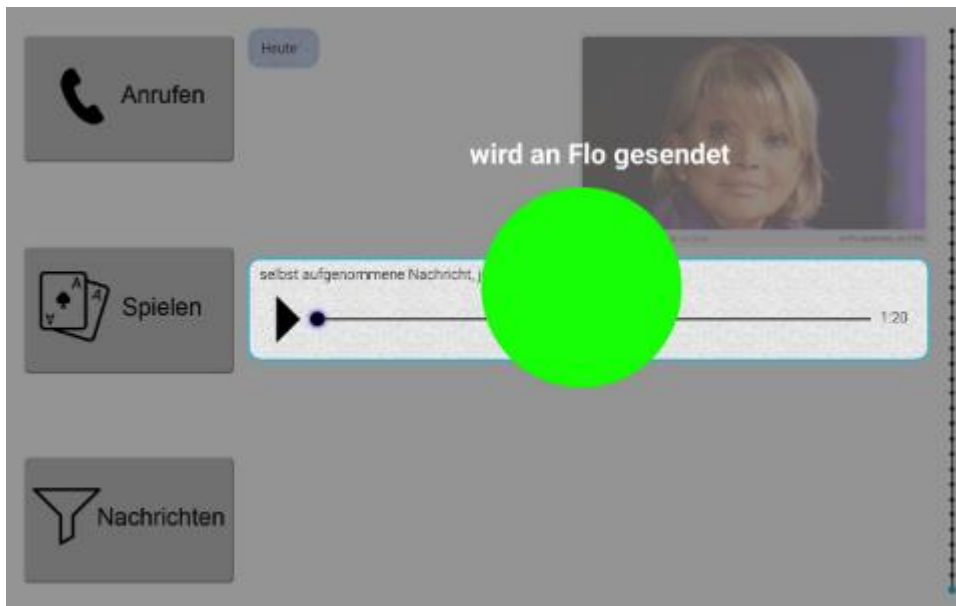 Anrufen
Heute
wird an Flo gesendet
Spielen
selbst aufgenommene Nachricht,
1:20
Nachrichten